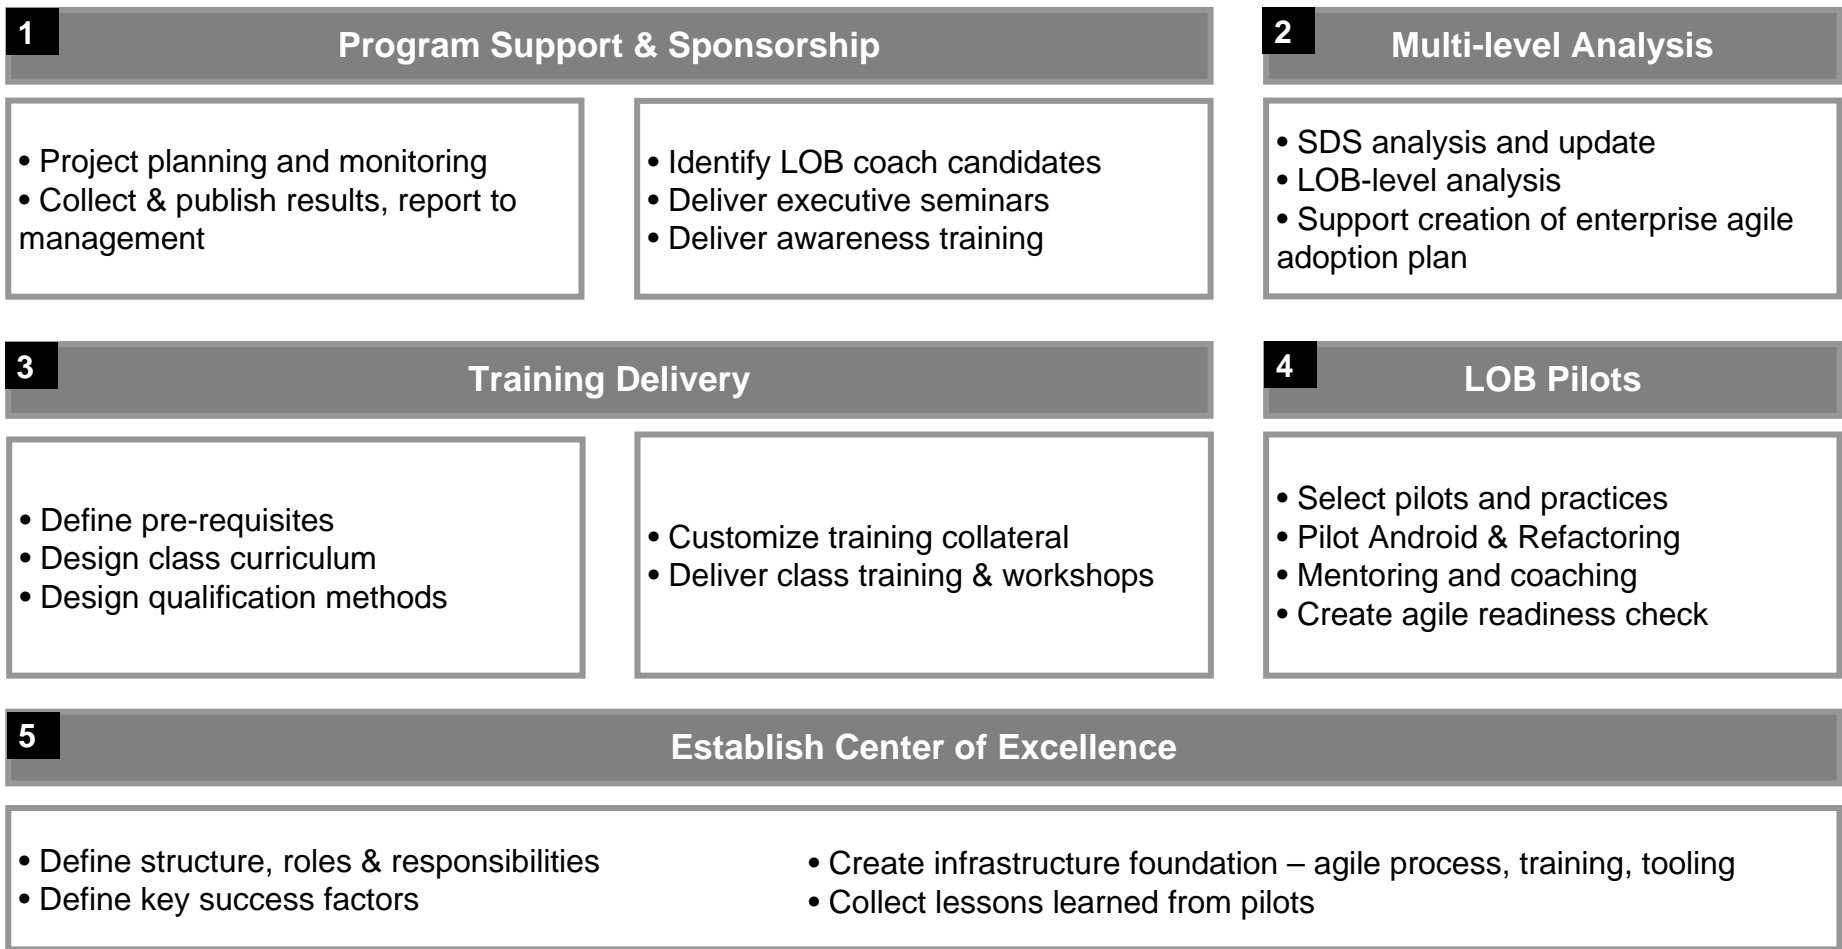 1
Program Support & Sponsorship
• Project planning and monitoring
• Collect & publish results, report to
management
• Identify LOB coach candidates
• Deliver executive seminars
• Deliver awareness training
2
Multi-level Analysis
• SDS analysis and update
• LOB-level analysis
• Support creation of enterprise agile
adoption plan
3
Training Delivery
• Define pre-requisites
• Design class curriculum
• Design qualification methods
• Customize training collateral
• Deliver class training & workshops
4
LOB Pilots
• Select pilots and practices
• Pilot Android & Refactoring
• Mentoring and coaching
• Create agile readiness check
5
Establish Center of Excellence
• Define structure, roles & responsibilities
• Define key success factors
• Create infrastructure foundation – agile process, training, tooling
• Collect lessons learned from pilots